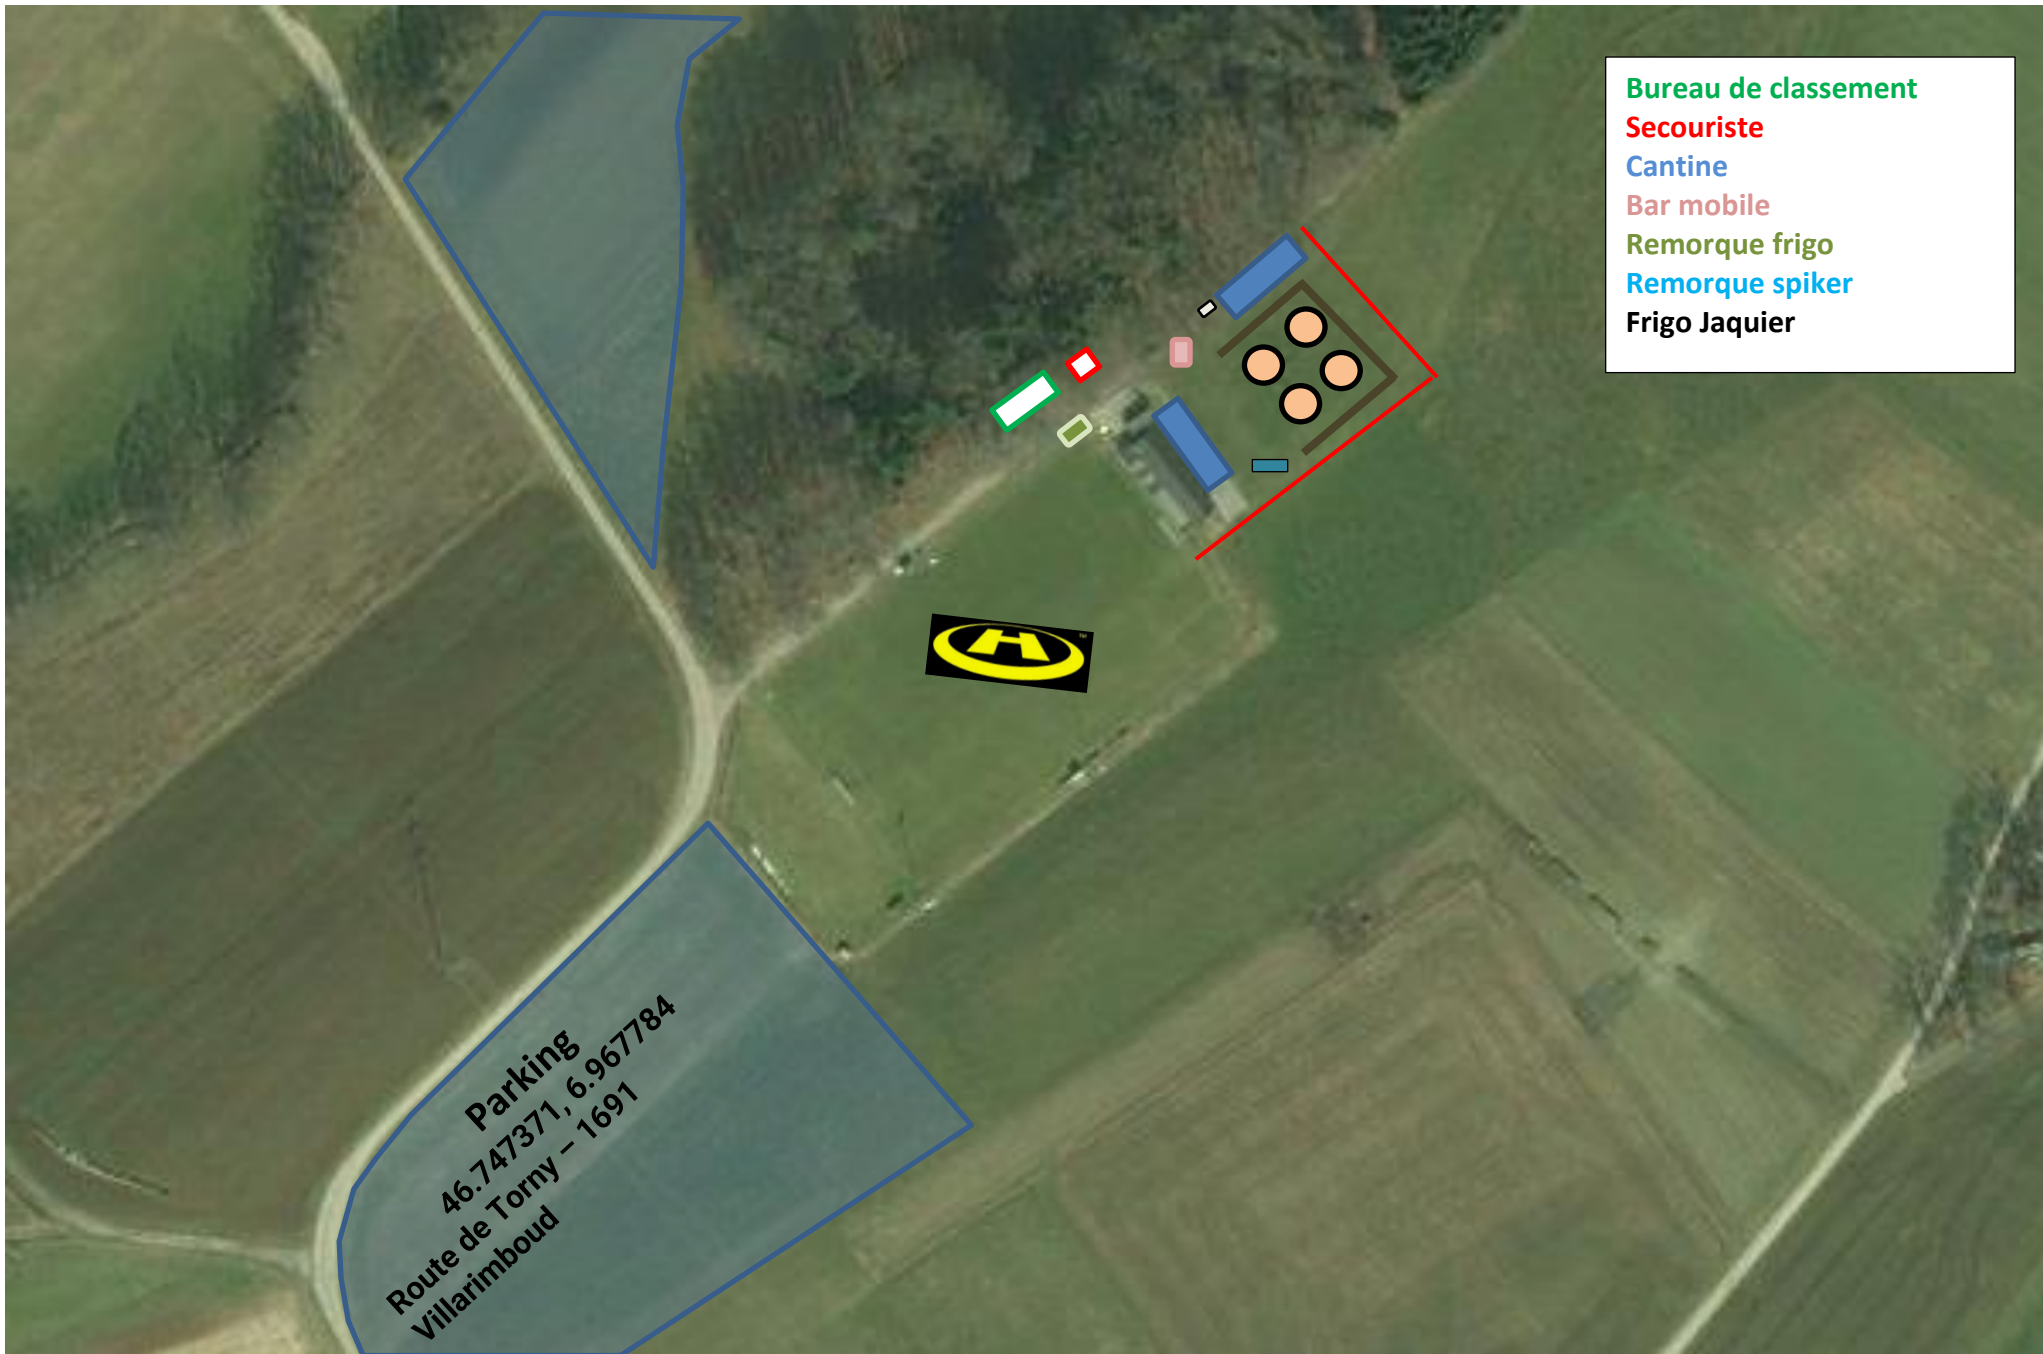 Bureau de classement
Secouriste
Cantine
Bar mobile
Remorque frigo
Remorque spiker
Frigo Jaquier
H
Parking
46.747371, 6.967784
Route de Torny – 1691
Villarimboud